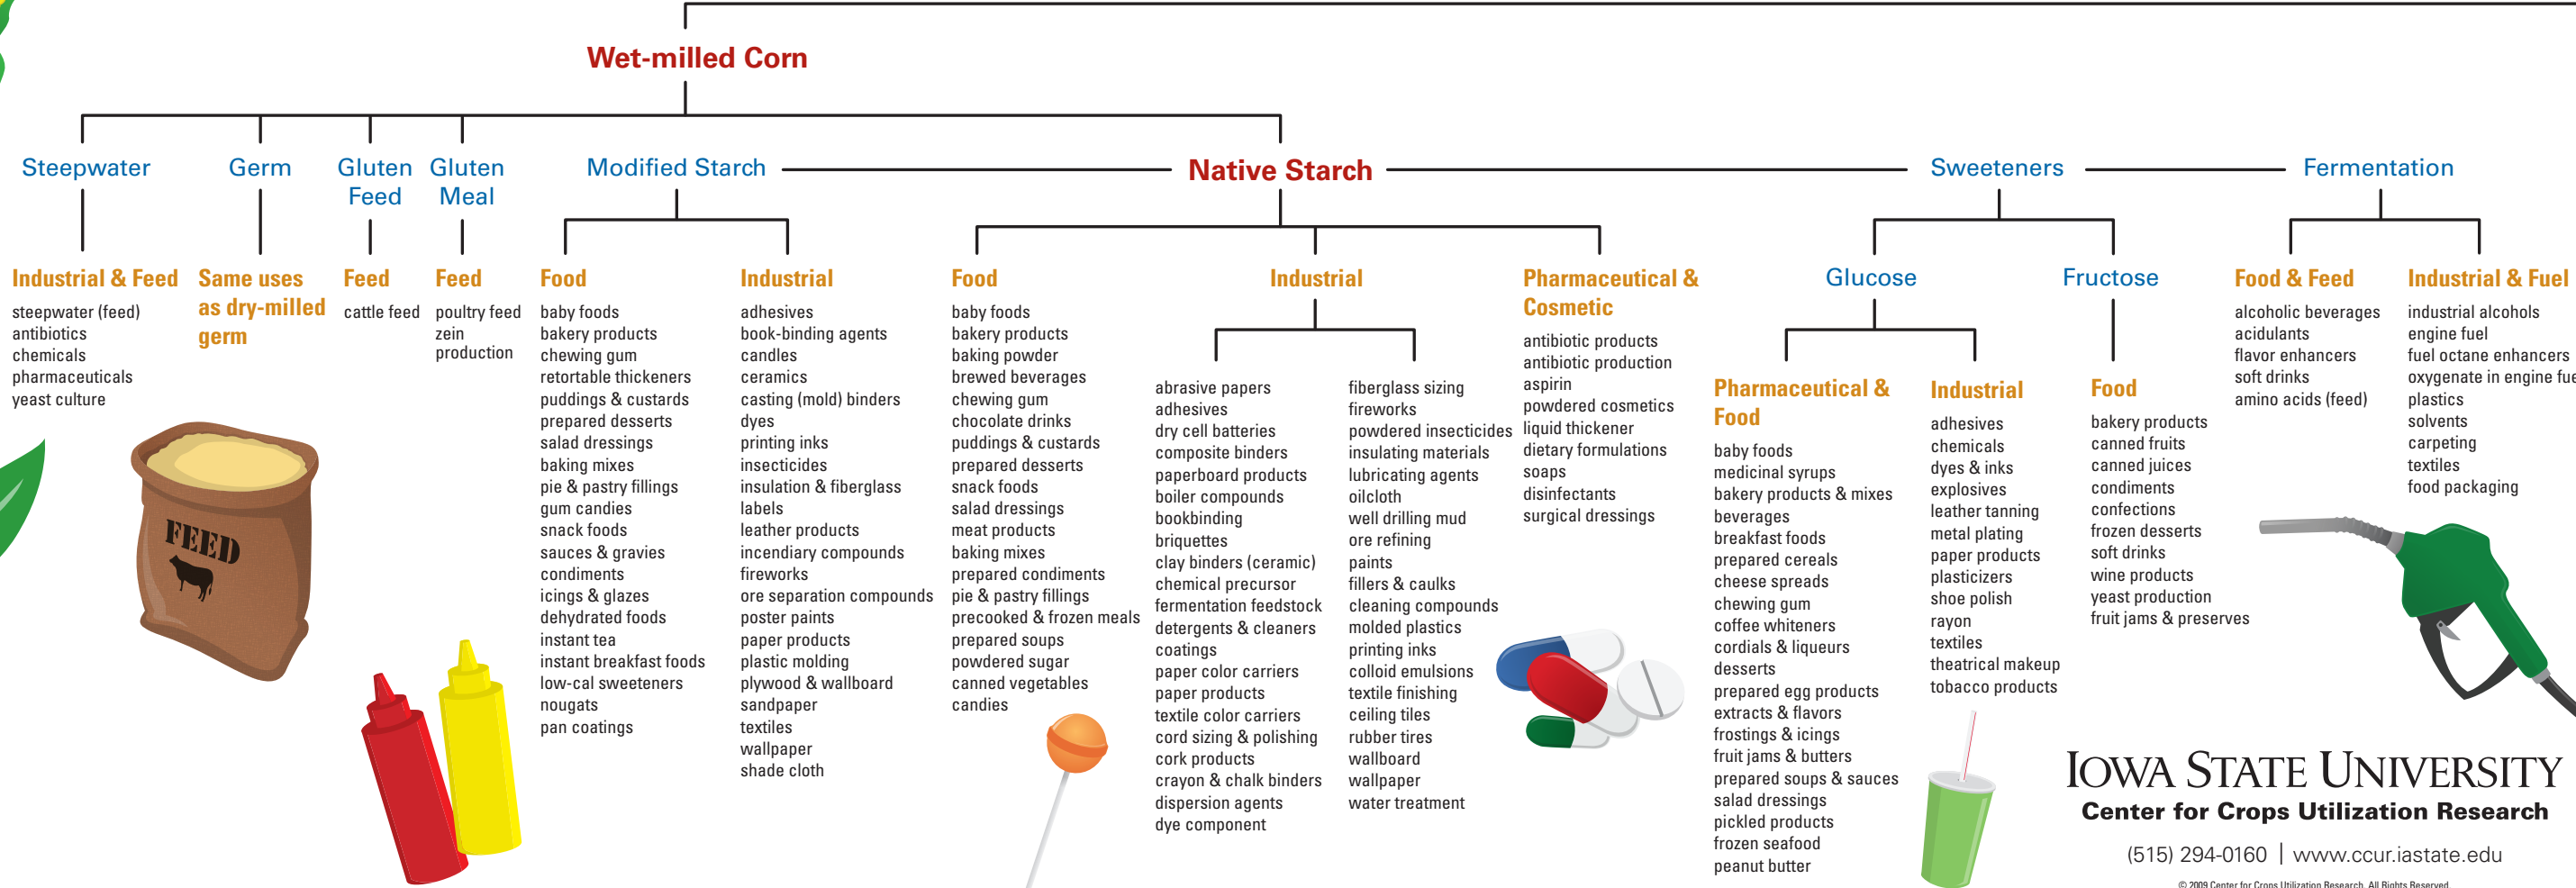 Wet-milled Corn
Steepwater
Industrial & Feed
steepwater (feed)
antibiotics
chemicals
pharmaceuticals
yeast culture
FEED
Germ
Same uses
as dry-milled
germ
Gluten
Feed
Feed
cattle feed
Gluten
Meal
Feed
poultry feed
zein
production
Modified Starch
Food
baby foods
bakery products
chewing gum
retortable thickeners
puddings & custards
prepared desserts
salad dressings
baking mixes
pie & pastry fillings
gum candies
snack foods
sauces & gravies
condiments
icings & glazes
dehydrated foods
instant tea
instant breakfast foods
low-cal sweeteners
nougats
pan coatings
Industrial
adhesives
book-binding agents
candles
ceramics
casting (mold) binders
dyes
printing inks
insecticides
insulation & fiberglass
labels
leather products
incendiary compounds
fireworks
ore separation compounds
poster paints
paper products
plastic molding
plywood & wallboard
sandpaper
textiles
wallpaper
shade cloth
Native Starch
Food
baby foods
bakery products
baking powder
brewed beverages
chewing gum
chocolate drinks
puddings & custards
prepared desserts
snack foods
salad dressings
meat products
baking mixes
prepared condiments
pie & pastry fillings
precooked & frozen meals
prepared soups
powdered sugar
canned vegetables
candies
Industrial
abrasive papers
adhesives
dry cell batteries
composite binders
paperboard products
boiler compounds
bookbinding
briquettes
clay binders (ceramic)
chemical precursor
fermentation feedstock
detergents & cleaners
coatings
paper color carriers
paper products
textile color carriers
cord sizing & polishing
cork products
crayon & chalk binders
dispersion agents
dye component
fiberglass sizing
fireworks
powdered insecticides
insulating materials
lubricating agents
oilcloth
well drilling mud
ore refining
paints
fillers & caulks
cleaning compounds
molded plastics
printing inks
colloid emulsions
textile finishing
ceiling tiles
rubber tires
wallboard
wallpaper
water treatment
Pharmaceutical &
Cosmetic
antibiotic products
antibiotic production
aspirin
powdered cosmetics
liquid thickener
dietary formulations
soaps
disinfectants
surgical dressings
Sweeteners
Glucose
Pharmaceutical &
Food
baby foods
medicinal syrups
bakery products & mixes
beverages
breakfast foods
prepared cereals
cheese spreads
chewing gum
coffee whiteners
cordials & liqueurs
desserts
prepared egg products
extracts & flavors
frostings & icings
fruit jams & butters
prepared soups & sauces
salad dressings
pickled products
frozen seafood
peanut butter
Industrial
adhesives
chemicals
dyes & inks
explosives
leather tanning
metal plating
paper products
plasticizers
shoe polish
rayon
textiles
theatrical makeup
tobacco products
Fructose
Food
bakery products
canned fruits
canned juices
condiments
confections
frozen desserts
soft drinks
wine products
yeast production
fruit jams & preserves
Fermentation
Food & Feed
alcoholic beverages
acidulants
flavor enhancers
soft drinks
amino acids (feed)
Industrial & Fuel
industrial alcohols
engine fuel
fuel octane enhancers
oxygenate in engine
plastics
solvents
carpeting
textiles
food packaging
IOWA STATE UNIVERSITY
Center for Crops Utilization Research
(515) 294-0160 | www.ccur.iastate.edu
© 2009 Center for Crops Utilization Research. All Rights Reserved.